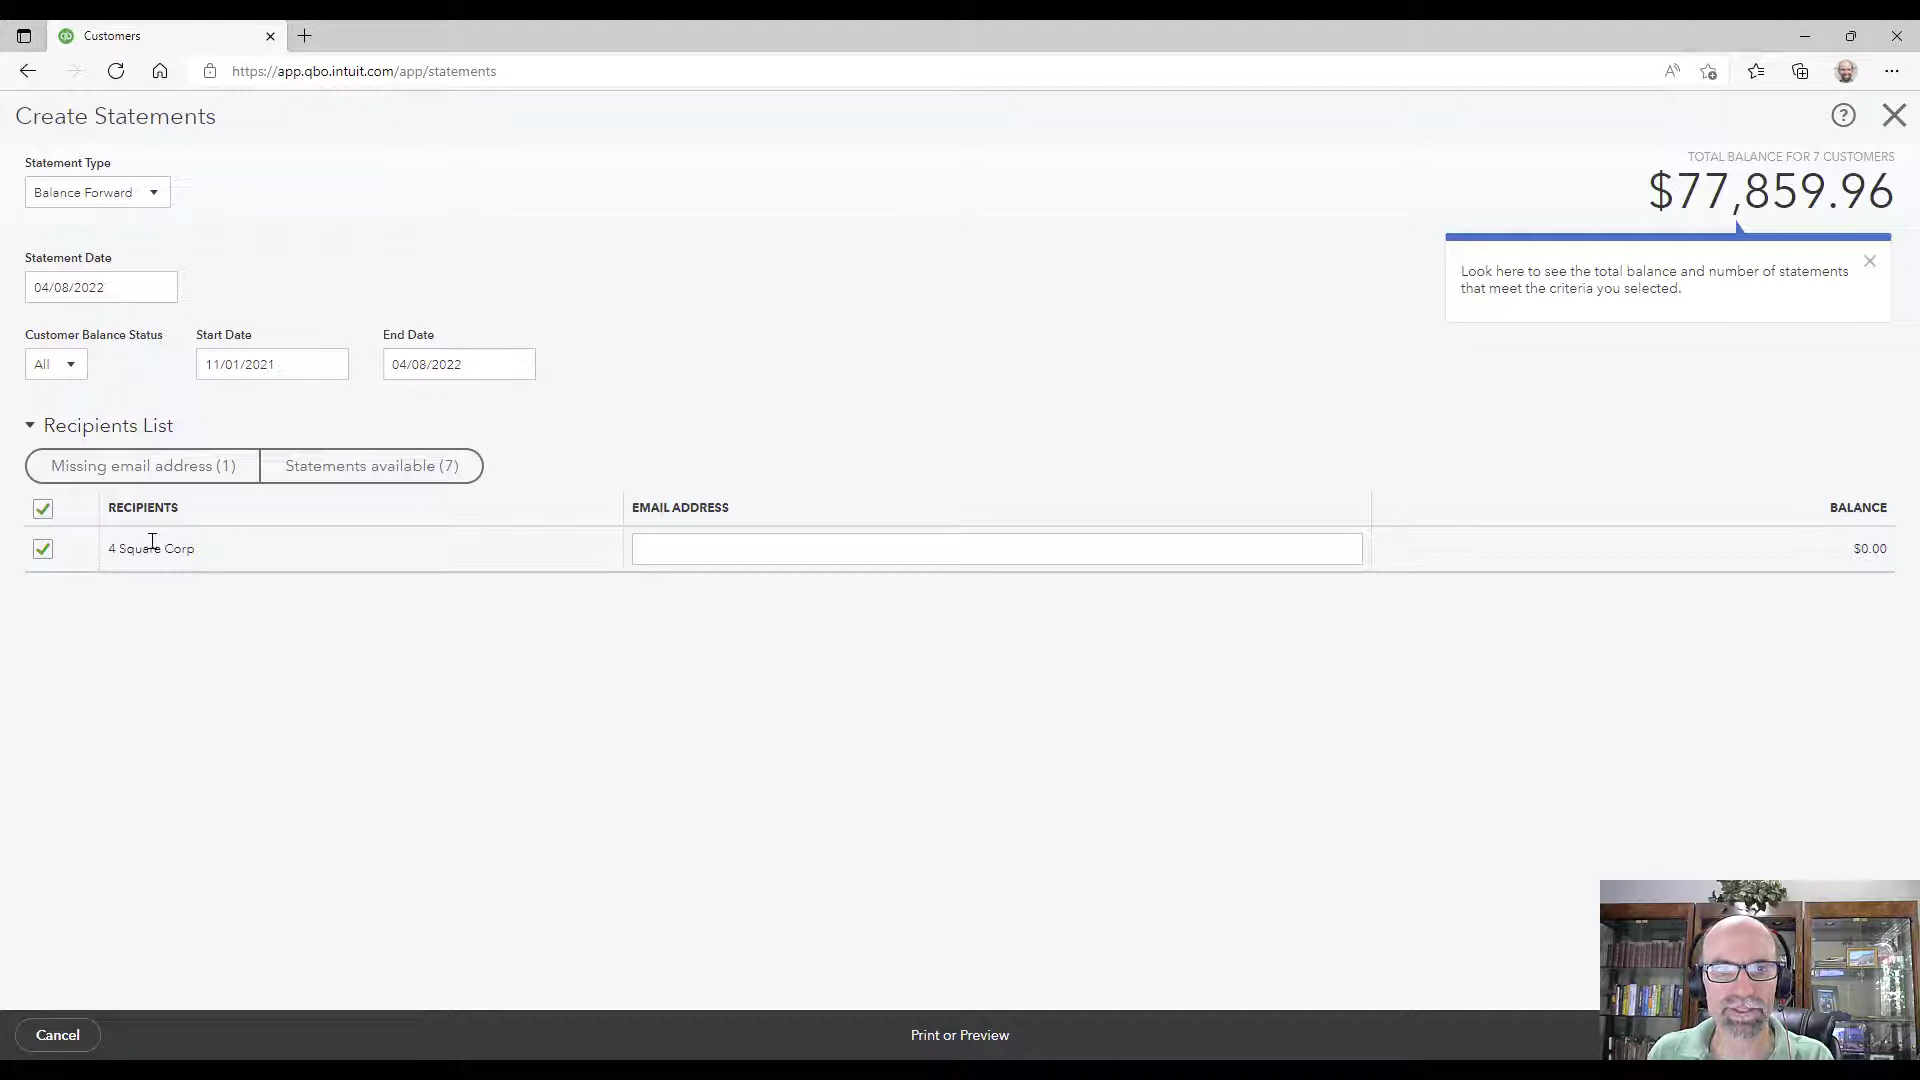 Customers
https://app.qbo.intuit.com/app/statements
Create Statements
Statement Type
Balance Forward
TOTAL BALANCE FOR 7 CUSTOMERS
$77,859.96
Look here to see the total balance and number of statements
that meet the criteria you selected.
Statement Date
04/08/2022
Customer Balance Status Start Date End Date
All 11/01/2021 04/08/2022
Recipients List
Missing email address (1) Statements available (7)
RECIPIENTS EMAIL ADDRESS BALANCE
4 Square Corp $0.00
Cancel Print or Preview